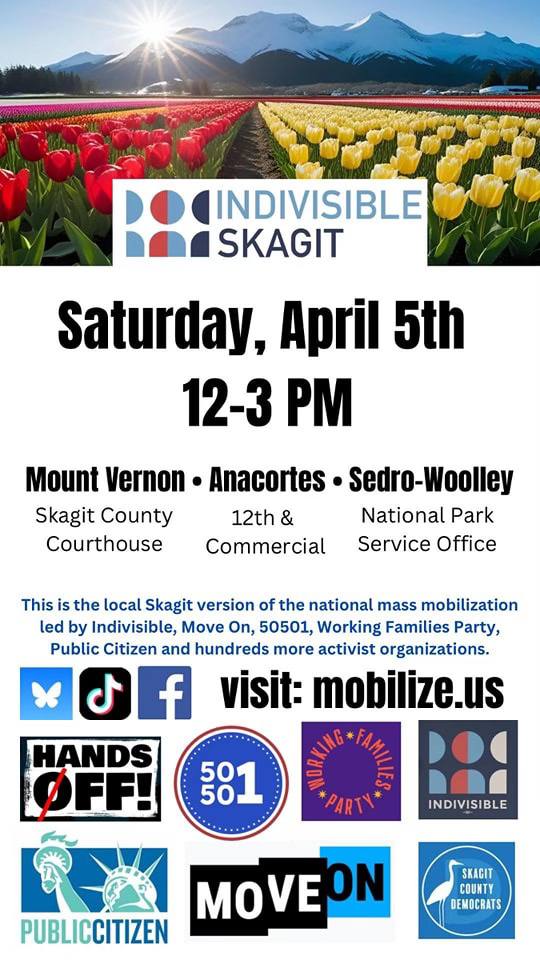 INDIVISIBLE
SKAGIT
Saturday, April 5th
12-3 PM
Mount Vernon • Anacortes • Sedro-Woolley
Skagit County
Courthouse
12th &
Commercial
National Park
Service Office
This is the local Skagit version of the national mass mobilization
led by Indivisible, Move On, 50501, Working Families Party,
Public Citizen and hundreds more activist organizations.
visit: mobilize.us
HANDS
OFF!
50
50
1
WORKING FAMILIES
PARTY
INDIVISIBLE
PUBLICCITIZEN
MOVEON
SKAGIT
COUNTY
DEMOCRATS